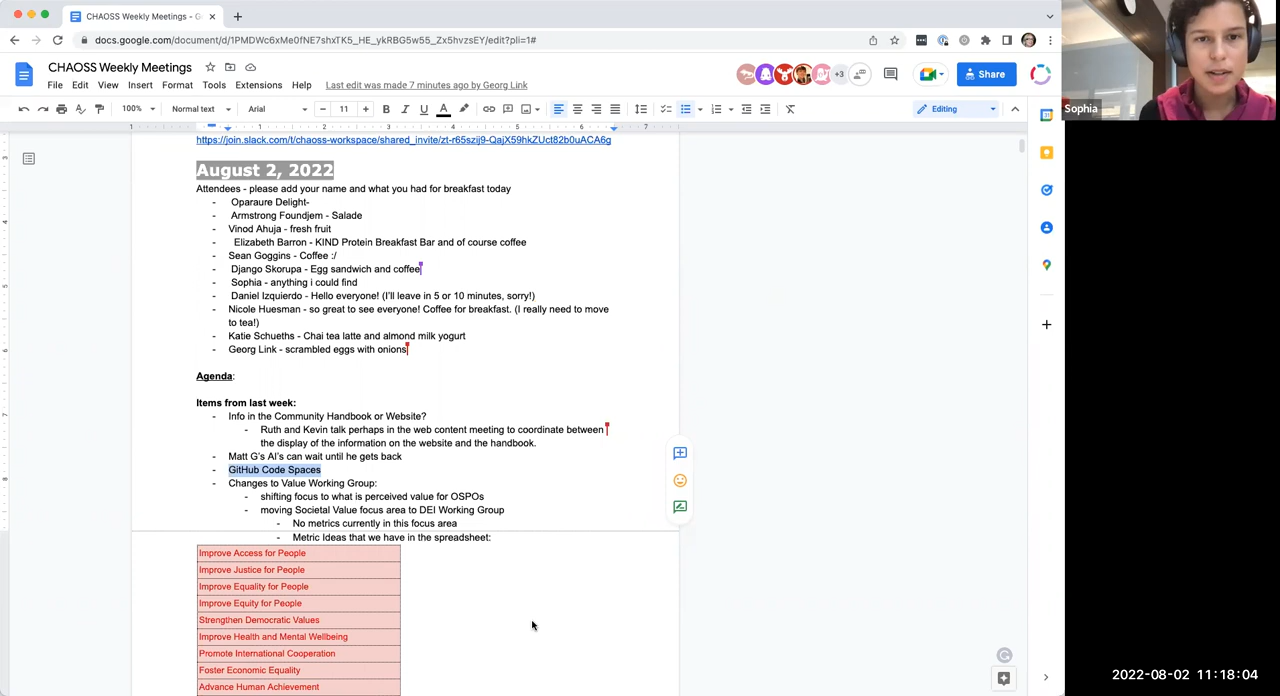 CHAOSS Weekly Meetings - G
docs.google.com/document/d/1PMDWc6xMe0fNE7shxTK5_HE_ykRBG5w55_Zx5hvzsEY/edit?pli=1#
CHAOSS Weekly Meetings
File Edit View Insert Format Tools Extensions Help Last edit was made 7 minutes ago by Georg Link
+3
Share
100% Normal text Arial 11 Editing
1 1 2 3 4 5 6 7
https://join.slack.com/t/chaoss-workspace/shared_invite/zt-r65szij9-QajX59hkZUct82b0uACA6g
August 2, 2022
Attendees - please add your name and what you had for breakfast today
- Oparaure Delight-
- Armstrong Foundjem - Salade
- Vinod Ahuja - fresh fruit
- Elizabeth Barron - KIND Protein Breakfast Bar and of course coffee
- Sean Goggins - Coffee :/
- Django Skorupa - Egg sandwich and coffee
- Sophia - anything i could find
- Daniel Izquierdo - Hello everyone! (I'll leave in 5 or 10 minutes, sorry!)
- Nicole Huesman - so great to see everyone! Coffee for breakfast. (I really need to move
to tea!)
- Katie Schueths - Chai tea latte and almond milk yogurt
- Georg Link - scrambled eggs with onions
Agenda:
Items from last week:
- Info in the Community Handbook or Website?
- Ruth and Kevin talk perhaps in the web content meeting to coordinate between
the display of the information on the website and the handbook.
- Matt G's AI's can wait until he gets back
- GitHub Code Spaces
- Changes to Value Working Group:
- shifting focus to what is perceived value for OSPOs
- moving Societal Value focus area to DEI Working Group
- No metrics currently in this focus area
- Metric Ideas that we have in the spreadsheet:
Improve Access for People
Improve Justice for People
Improve Equality for People
Improve Equity for People
Strengthen Democratic Values
Improve Health and Mental Wellbeing
Promote International Cooperation
Foster Economic Equality
Advance Human Achievement
Sophia
2022-08-02 11:18:04